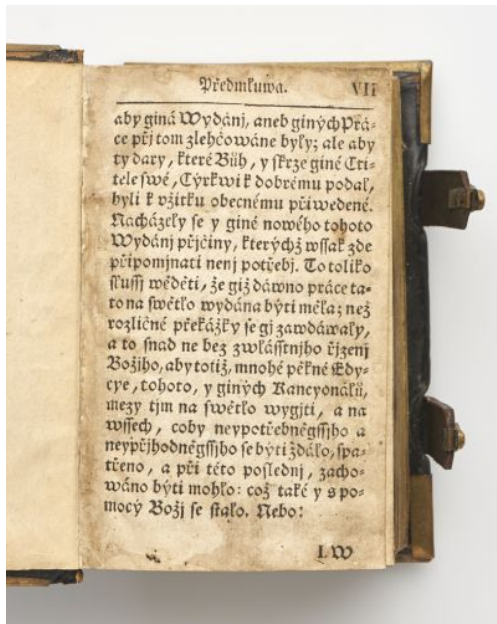 Předmluwa. VII
aby giná Wydánj, aneb giných Prá-
ce přj tom zlehčowáne byly; ale aby
ty dary, které Bůh, y skrze giné Cti-
tele swé, Cýrkwi k dobrému podal,
byli k vžitku obecnému přiwedené.
Nacházely se y giné nowého tohoto
Wydánj přjčiny, kterýchž wssak zde
připomjnati nenj potřebj. To toliko
slussj wěděti, že giž dáwno práce ta-
to na swětlo wydána býti měla; než
rozličné překážky se gj zawdáwaly,
a to snad ne bez zwlásstnjho řjzenj
Božjho, aby totiž, mnohé pěkné Edy-
cye, tohoto, y giných Kancyonálů,
mezy tjm na swětlo wygjti, a na
wssech, coby neypotřebněgssjho a
neypřjhodněgssjho se býti zdálo, spa-
třeno, a při této poslednj, zacho-
wáno býti mohlo: což také y s po-
mocý Božj se stalo. Nebo:
I. W